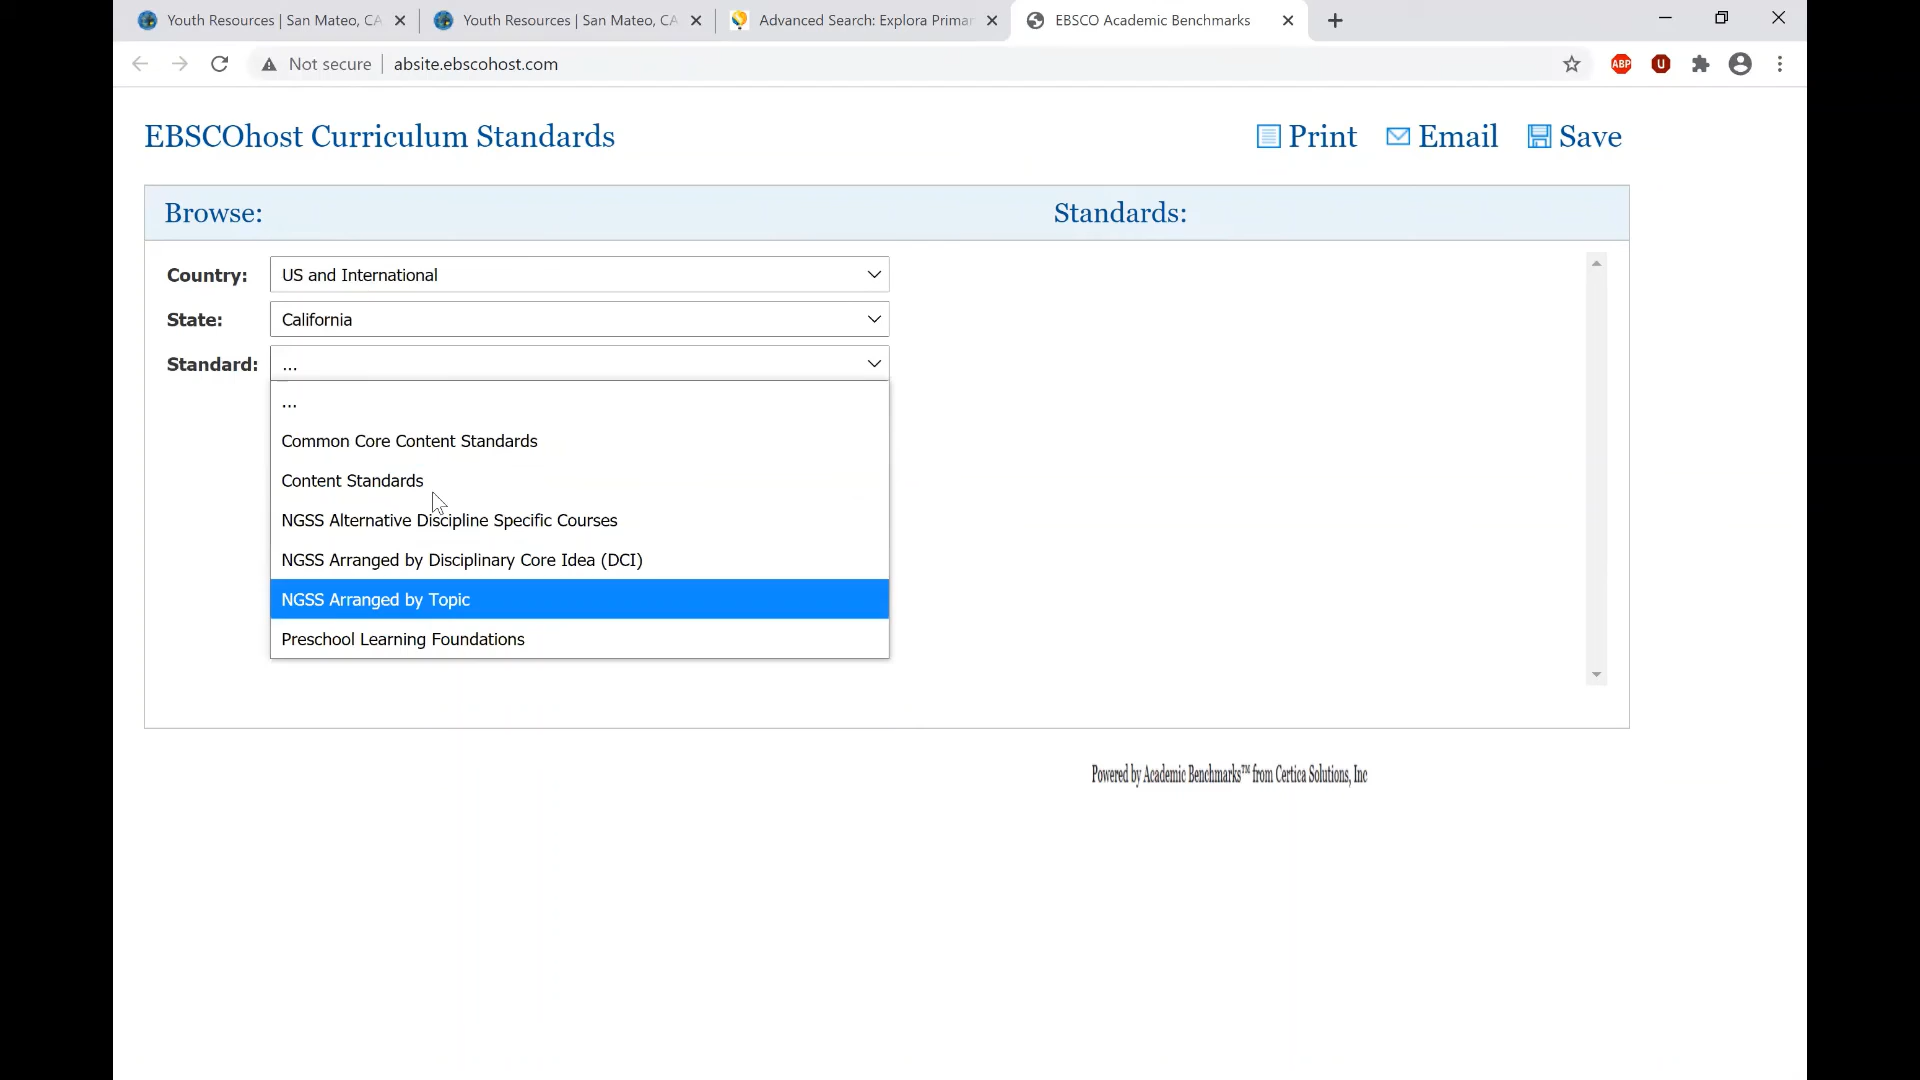 Youth Resources | San Mateo, CA
Youth Resources | San Mateo, CA
Advanced Search: Explora Primar
EBSCO Academic Benchmarks
Not secure
absite.ebscohost.com
ABP
U
EBSCOhost Curriculum Standards
Print
Email
Save
Browse:
Standards:
Country:
US and International
State:
California
Standard:
...
...
Common Core Content Standards
Content Standards
NGSS Alternative Discipline Specific Courses
NGSS Arranged by Disciplinary Core Idea (DCI)
NGSS Arranged by Topic
Preschool Learning Foundations
Powered by Academic Benchmarks™ from Certica Solutions, Inc